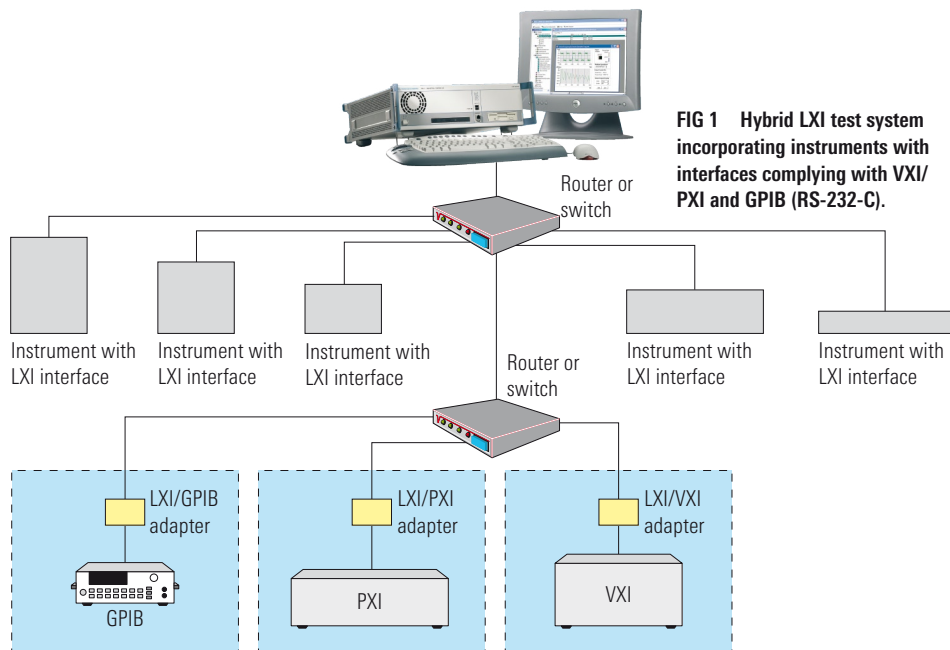 FIG 1 Hybrid LXI test system
incorporating instruments with
interfaces complying with VXI/
PXI and GPIB (RS-232-C).
Router or
switch
Instrument with
LXI interface
Instrument with
LXI interface
Instrument with
LXI interface
Instrument with
LXI interface
Instrument with
LXI interface
Router or
switch
LXI/GPIB
adapter
GPIB
LXI/PXI
adapter
PXI
LXI/VXI
adapter
VXI